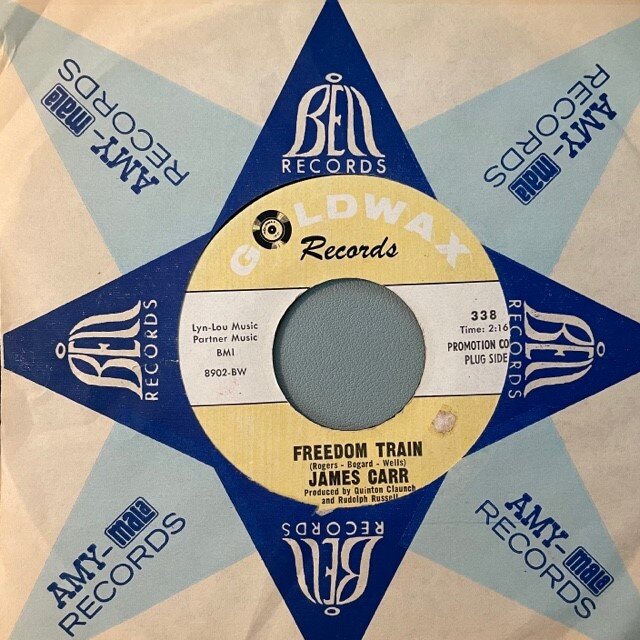 BELL
RECORDS
AMY-mala
RECORDS
AMY-mala
RECORDS
GOLDWAX
Records
BELL
RECORDS
BELL
RECORDS
Lyn-Lou Music
Partner Music
BMI
8902-BW
338
Time: 2:16
PROMOTION CO
PLUG SIDE
FREEDOM TRAIN
(Rogers - Bogard - Wells)
JAMES CARR
Produced by Quinton Claunch
and Rudolph Russell
BELL
RECORDS
AMY-mala
RECORDS
AMY-mala
RECORDS